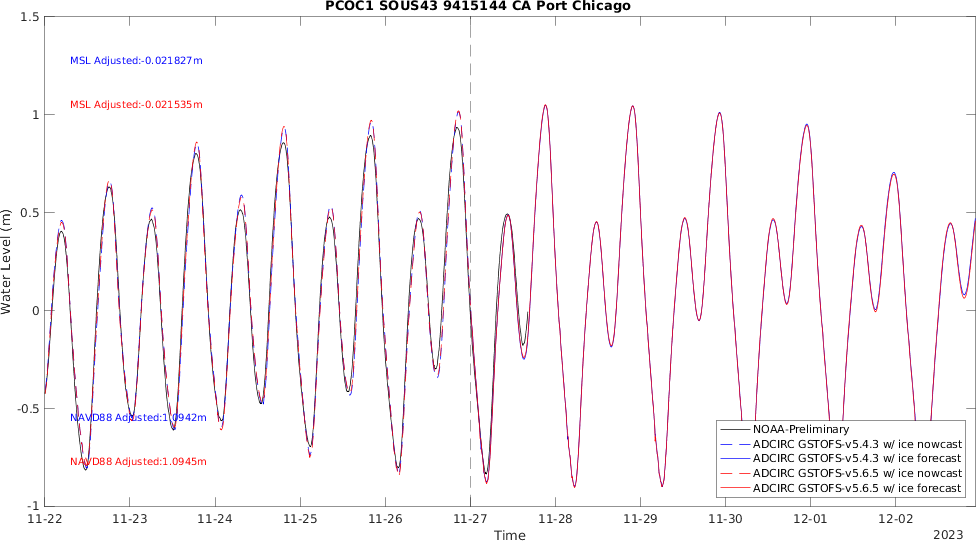 PCOC1 SOUS43 9415144 CA Port Chicago
1.5
MSL Adjusted:-0.021827m
MSL Adjusted:-0.021535m
1
0.5
Water Level (m)
0
-0.5
NAVD88 Adjusted:1.0942m
NAVD88 Adjusted:1.0945m
NOAA-Preliminary
ADCIRC GSTOFS-v5.4.3 w/ ice nowcast
ADCIRC GSTOFS-v5.4.3 w/ ice forecast
ADCIRC GSTOFS-v5.6.5 w/ ice nowcast
ADCIRC GSTOFS-v5.6.5 w/ ice forecast
-1
11-22 11-23 11-24 11-25 11-26 11-27 11-28 11-29 11-30 12-01 12-02
Time
2023